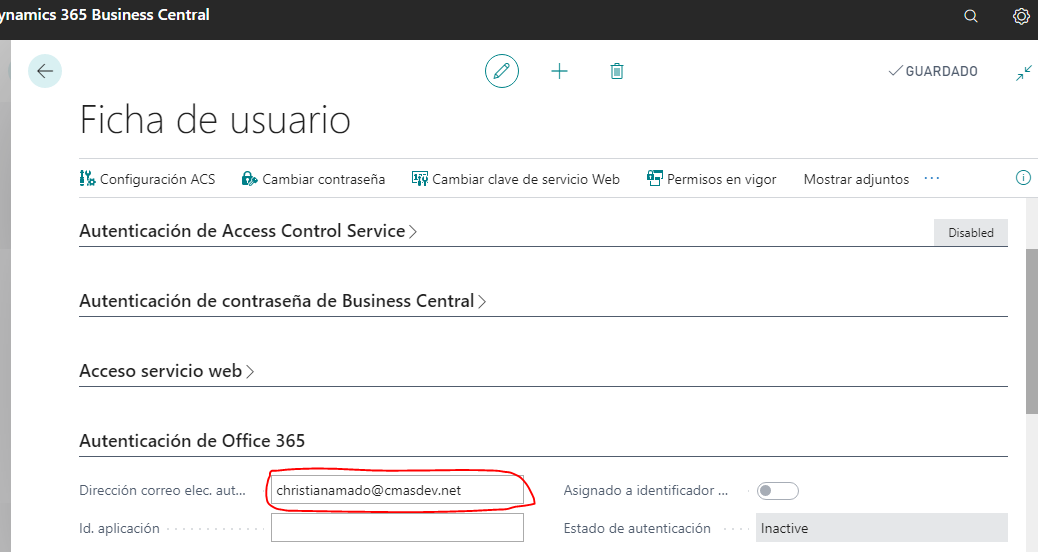 ynamics 365 Business Central
GUARDADO
Ficha de usuario
Configuración ACS Cambiar contraseña Cambiar clave de servicio Web Permisos en vigor Mostrar adjuntos ...
Autenticación de Access Control Service
Disabled
Autenticación de contraseña de Business Central
Acceso servicio web
Autenticación de Office 365
Dirección correo elec. aut... christianamado@cmasdev.net Asignado a identificador ...
Id. aplicación Estado de autenticación Inactive